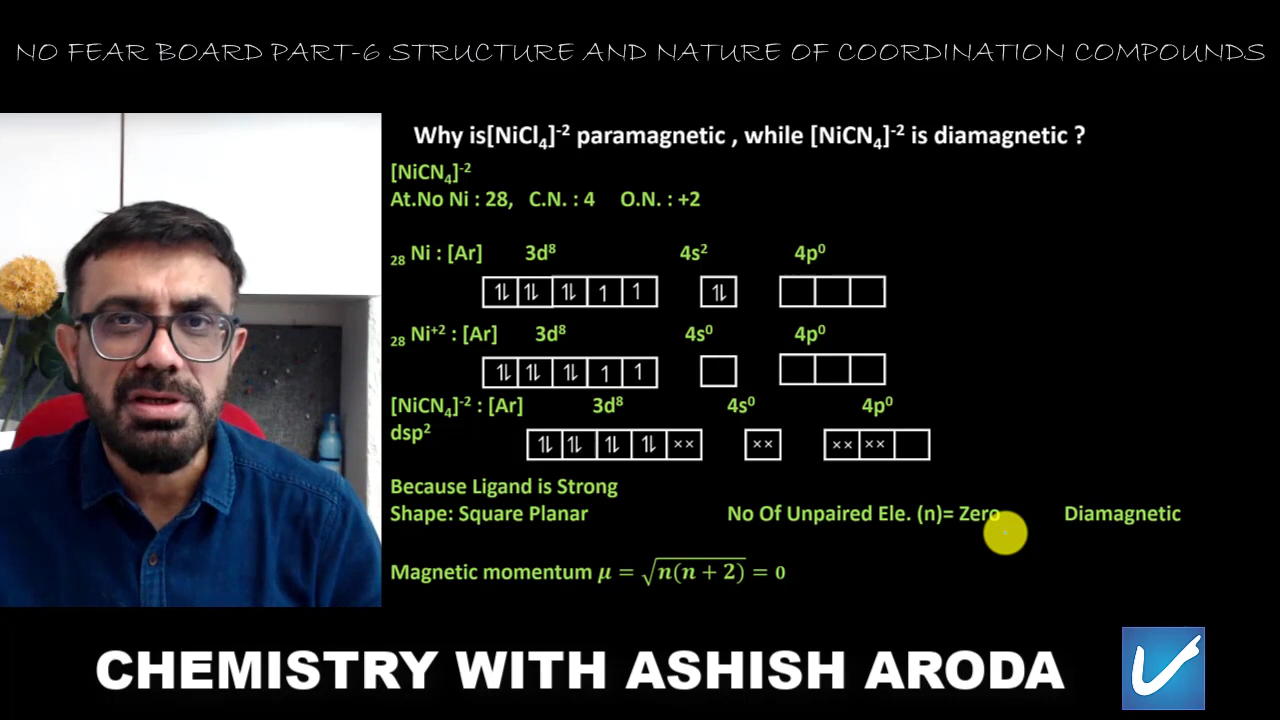 NO FEAR BOARD PART-6 STRUCTURE AND NATURE OF COORDINATION COMPOUNDS
Why is[NiCl₄]⁻² paramagnetic , while [NiCN₄]⁻² is diamagnetic ?
[NiCN₄]⁻²
At.No Ni : 28, C.N. : 4 O.N. : +2
₂₈ Ni : [Ar] 3d⁸ 4s² 4p⁰
⥮ ⥮ ⥮ ↿ ↿ ⥮
₂₈ Ni⁺² : [Ar] 3d⁸ 4s⁰ 4p⁰
⥮ ⥮ ⥮ ↿ ↿
[NiCN₄]⁻² : [Ar] 3d⁸ 4s⁰ 4p⁰
dsp²
⥮ ⥮ ⥮ ⥮ ×× ×× ×× ××
Because Ligand is Strong
Shape: Square Planar No Of Unpaired Ele. (n)= Zero Diamagnetic
Magnetic momentum μ = √n(n + 2) = 0
CHEMISTRY WITH ASHISH ARODA